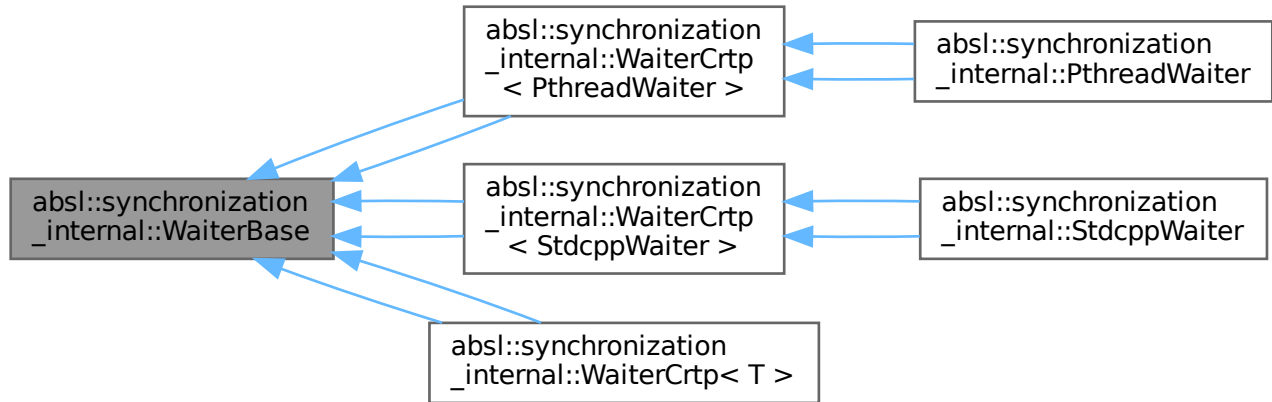 absl::synchronization
_internal::WaiterBase
absl::synchronization
_internal::WaiterCrtp
< PthreadWaiter >
absl::synchronization
_internal::PthreadWaiter
absl::synchronization
_internal::WaiterCrtp
< StdcppWaiter >
absl::synchronization
_internal::StdcppWaiter
absl::synchronization
_internal::WaiterCrtp< T >